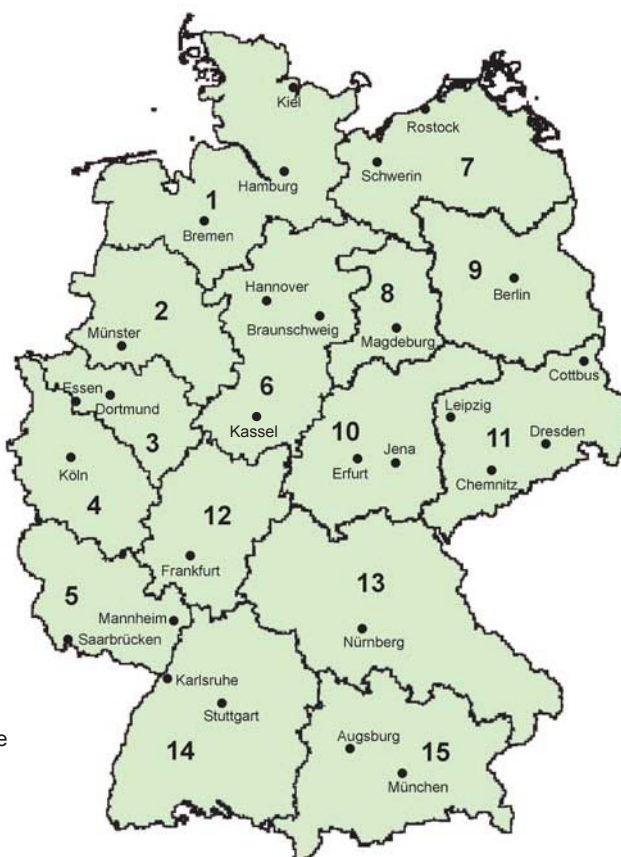 Kiel
Rostock
Schwerin
7
Hamburg
1
Bremen
9
Berlin
Hannover
8
2
Braunschweig
Magdeburg
Münster
Cottbus
Essen
Dortmund
6
Kassel
Leipzig
10
11
Dresden
3
Jena
Erfurt
Köln
Chemnitz
4
12
Frankfurt
5
13
Mannheim
Nürnberg
Saarbrücken
Karlsruhe
Stuttgart
e
Augsburg
14
15
München